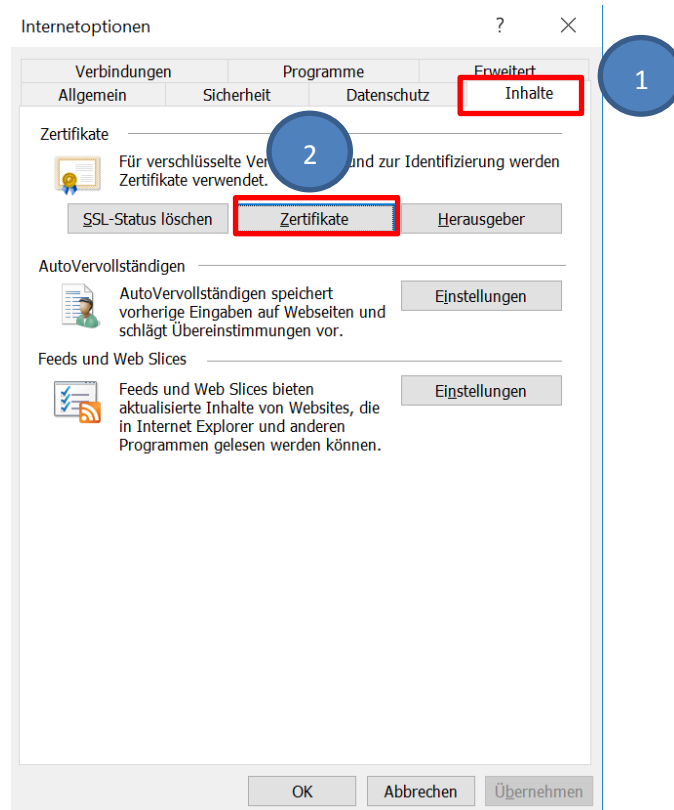 Internetoptionen ?
Verbindungen Programme Erweitert
1
Allgemein Sicherheit Datenschutz Inhalte
Zertifikate
2
Für verschlüsselte Ver und zur Identifizierung werden
Zertifikate verwendet.
SSL-Status löschen Zertifikate Herausgeber
AutoVervollständigen
AutoVervollständigen speichert
vorherige Eingaben auf Webseiten und
schlägt Übereinstimmungen vor.
Einstellungen
Feeds und Web Slices
Feeds und Web Slices bieten
aktualisierte Inhalte von Websites, die
in Internet Explorer und anderen
Programmen gelesen werden können.
Einstellungen
OK Abbrechen Übernehmen